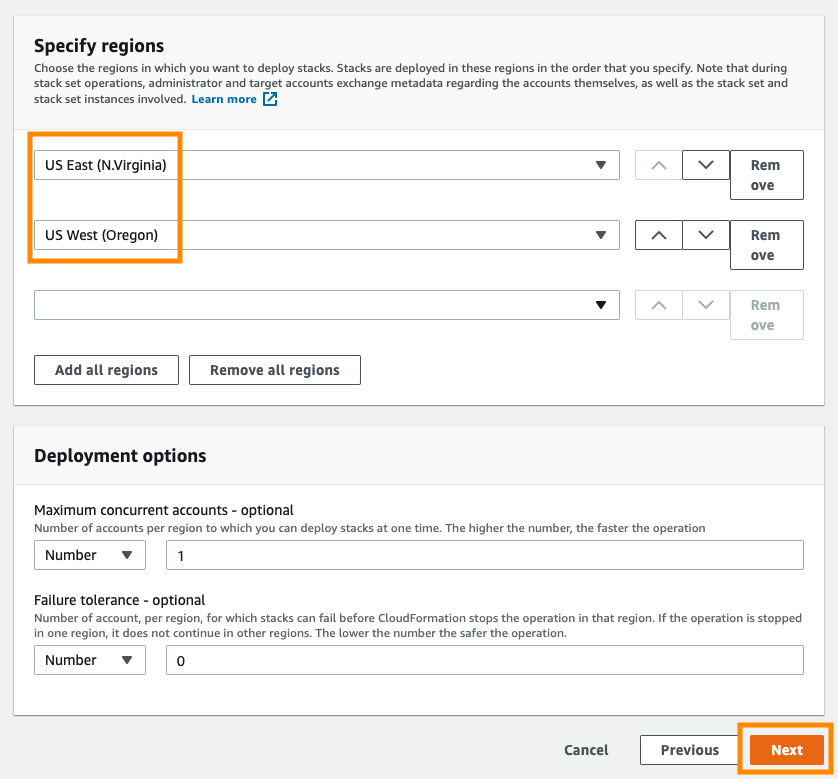 Specify regions
Choose the regions in which you want to deploy stacks. Stacks are deployed in these regions in the order that you specify. Note that during
stack set operations, administrator and target accounts exchange metadata regarding the accounts themselves, as well as the stack set and
stack set instances involved. Learn more
US East (N.Virginia)
Rem
ove
US West (Oregon)
Rem
ove
Rem
ove
Add all regions
Remove all regions
Deployment options
Maximum concurrent accounts - optional
Number of accounts per region to which you can deploy stacks at one time. The higher the number, the faster the operation
Number
1
Failure tolerance - optional
Number of account, per region, for which stacks can fail before CloudFormation stops the operation in that region. If the operation is stopped
in one region, it does not continue in other regions. The lower the number the safer the operation.
Number
0
Cancel
Previous
Next